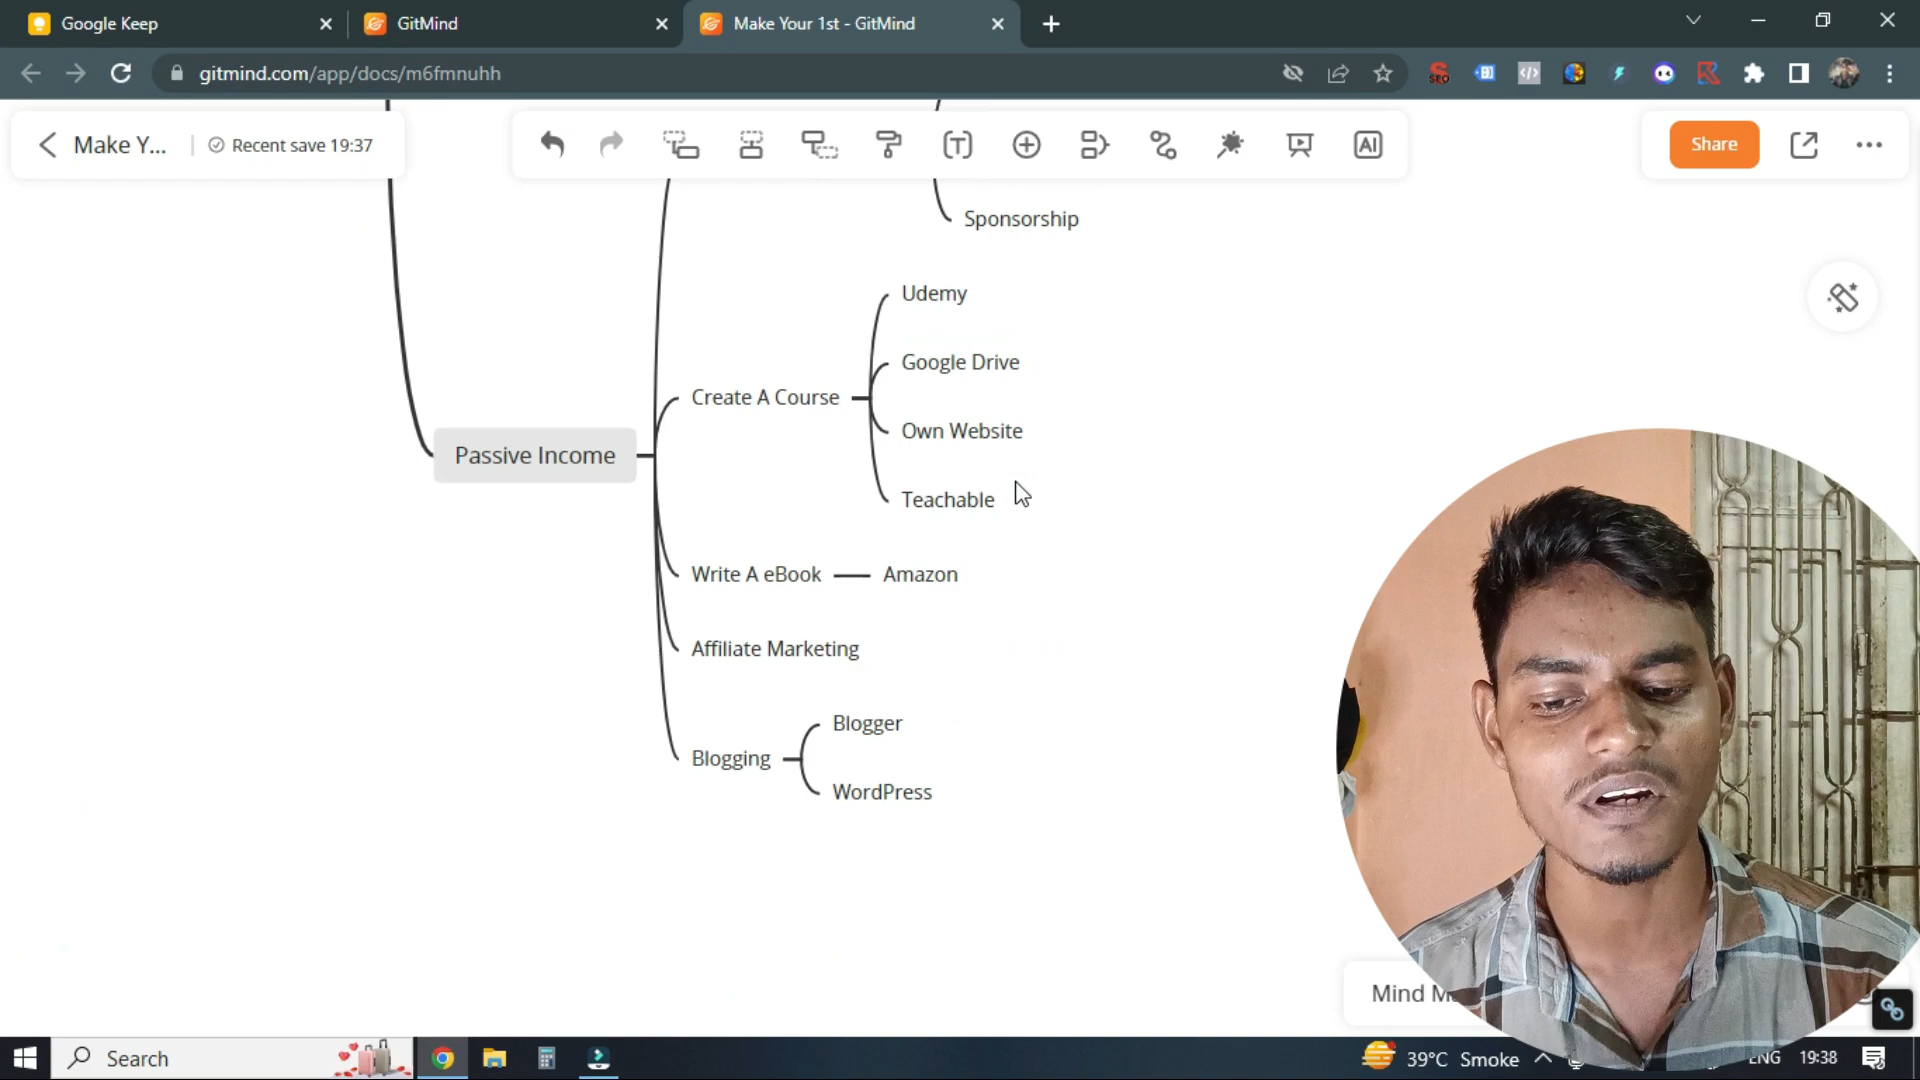 Google Keep
GitMind
Make Your 1st - GitMind
gitmind.com/app/docs/m6fmnuhh
SEO
Make Y...
Recent save 19:37
T
AI
Share
Sponsorship
Udemy
Google Drive
Create A Course
Own Website
Passive Income
Teachable
Write A eBook
Amazon
Affiliate Marketing
Blogger
Blogging
WordPress
Mind
Search
39°C Smoke
ENG
19:38